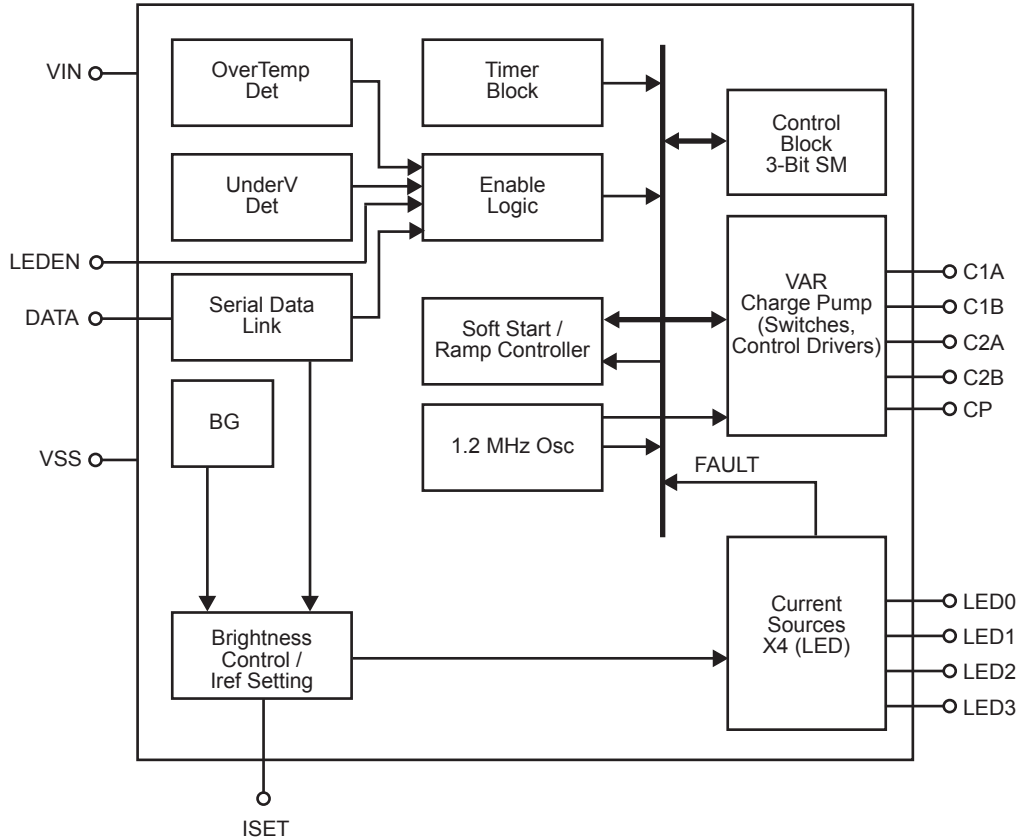 VIN
OverTemp
Det
Timer
Block
Control
Block
3-Bit SM
UnderV
Det
Enable
Logic
LEDEN
DATA
Serial Data
Link
Soft Start /
Ramp Controller
VAR
Charge Pump
(Switches,
Control Drivers)
C1A
C1B
C2A
C2B
CP
BG
1.2 MHz Osc
VSS
FAULT
Brightness
Control /
Iref Setting
Current
Sources
X4 (LED)
LED0
LED1
LED2
LED3
ISET